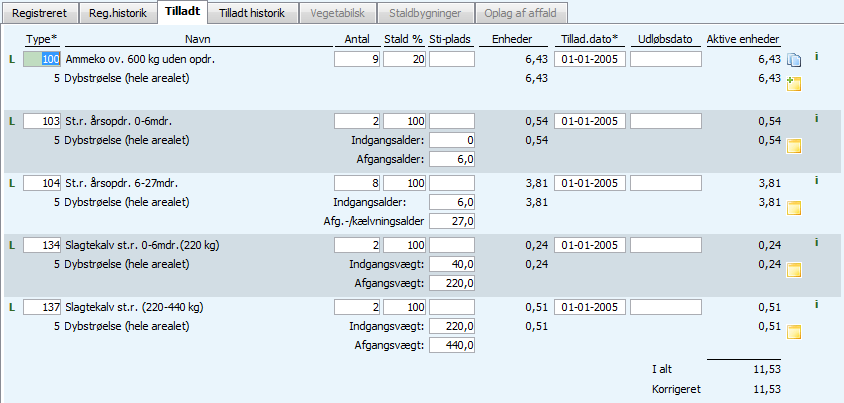 Registreret Reg.historik Tilladt Tilladt historik Vegetabilsk Staldbygninger Oplag af affald
Type* Navn Antal Stald % Sti-plads Enheder Tillad.dato* Udløbsdato Aktive enheder
L 100 Ammeko ov. 600 kg uden opdr. 9 20 6,43 01-01-2005 6,43 i
5 Dybstrøelse (hele arealet) 6,43 6,43
L 103 St.r. årsopdr. 0-6mdr. 2 100 0,54 01-01-2005 0,54 i
5 Dybstrøelse (hele arealet) Indgangsalder: 0 0,54 0,54
Afgangsalder: 6,0
L 104 St.r. årsopdr. 6-27mdr. 8 100 3,81 01-01-2005 3,81 i
5 Dybstrøelse (hele arealet) Indgangsalder: 6,0 3,81 3,81
Afg.-/kælvningsalder 27,0
L 134 Slagtekalv st.r. 0-6mdr.(220 kg) 2 100 0,24 01-01-2005 0,24 i
5 Dybstrøelse (hele arealet) Indgangsvægt: 40,0 0,24 0,24
Afgangsvægt: 220,0
L 137 Slagtekalv st.r. (220-440 kg) 2 100 0,51 01-01-2005 0,51 i
5 Dybstrøelse (hele arealet) Indgangsvægt: 220,0 0,51 0,51
Afgangsvægt: 440,0
I alt 11,53
Korrigeret 11,53